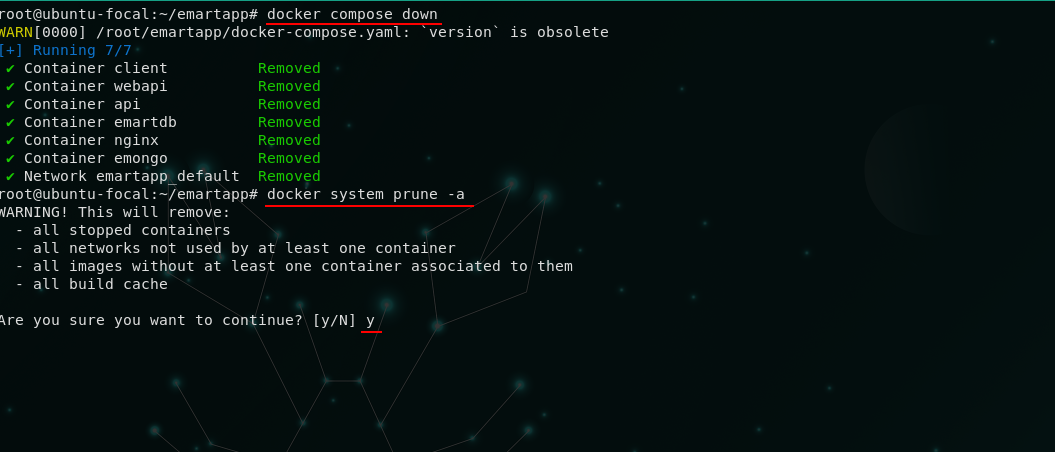 root@ubuntu-focal:~/emartapp# docker compose down
WARN[0000] /root/emartapp/docker-compose.yaml: `version` is obsolete
[+] Running 7/7
✔ Container client Removed
✔ Container webapi Removed
✔ Container api Removed
✔ Container emartdb Removed
✔ Container nginx Removed
✔ Container emongo Removed
✔ Network emartapp_default Removed
root@ubuntu-focal:~/emartapp# docker system prune -a
WARNING! This will remove:
- all stopped containers
- all networks not used by at least one container
- all images without at least one container associated to them
- all build cache
Are you sure you want to continue? [y/N] y